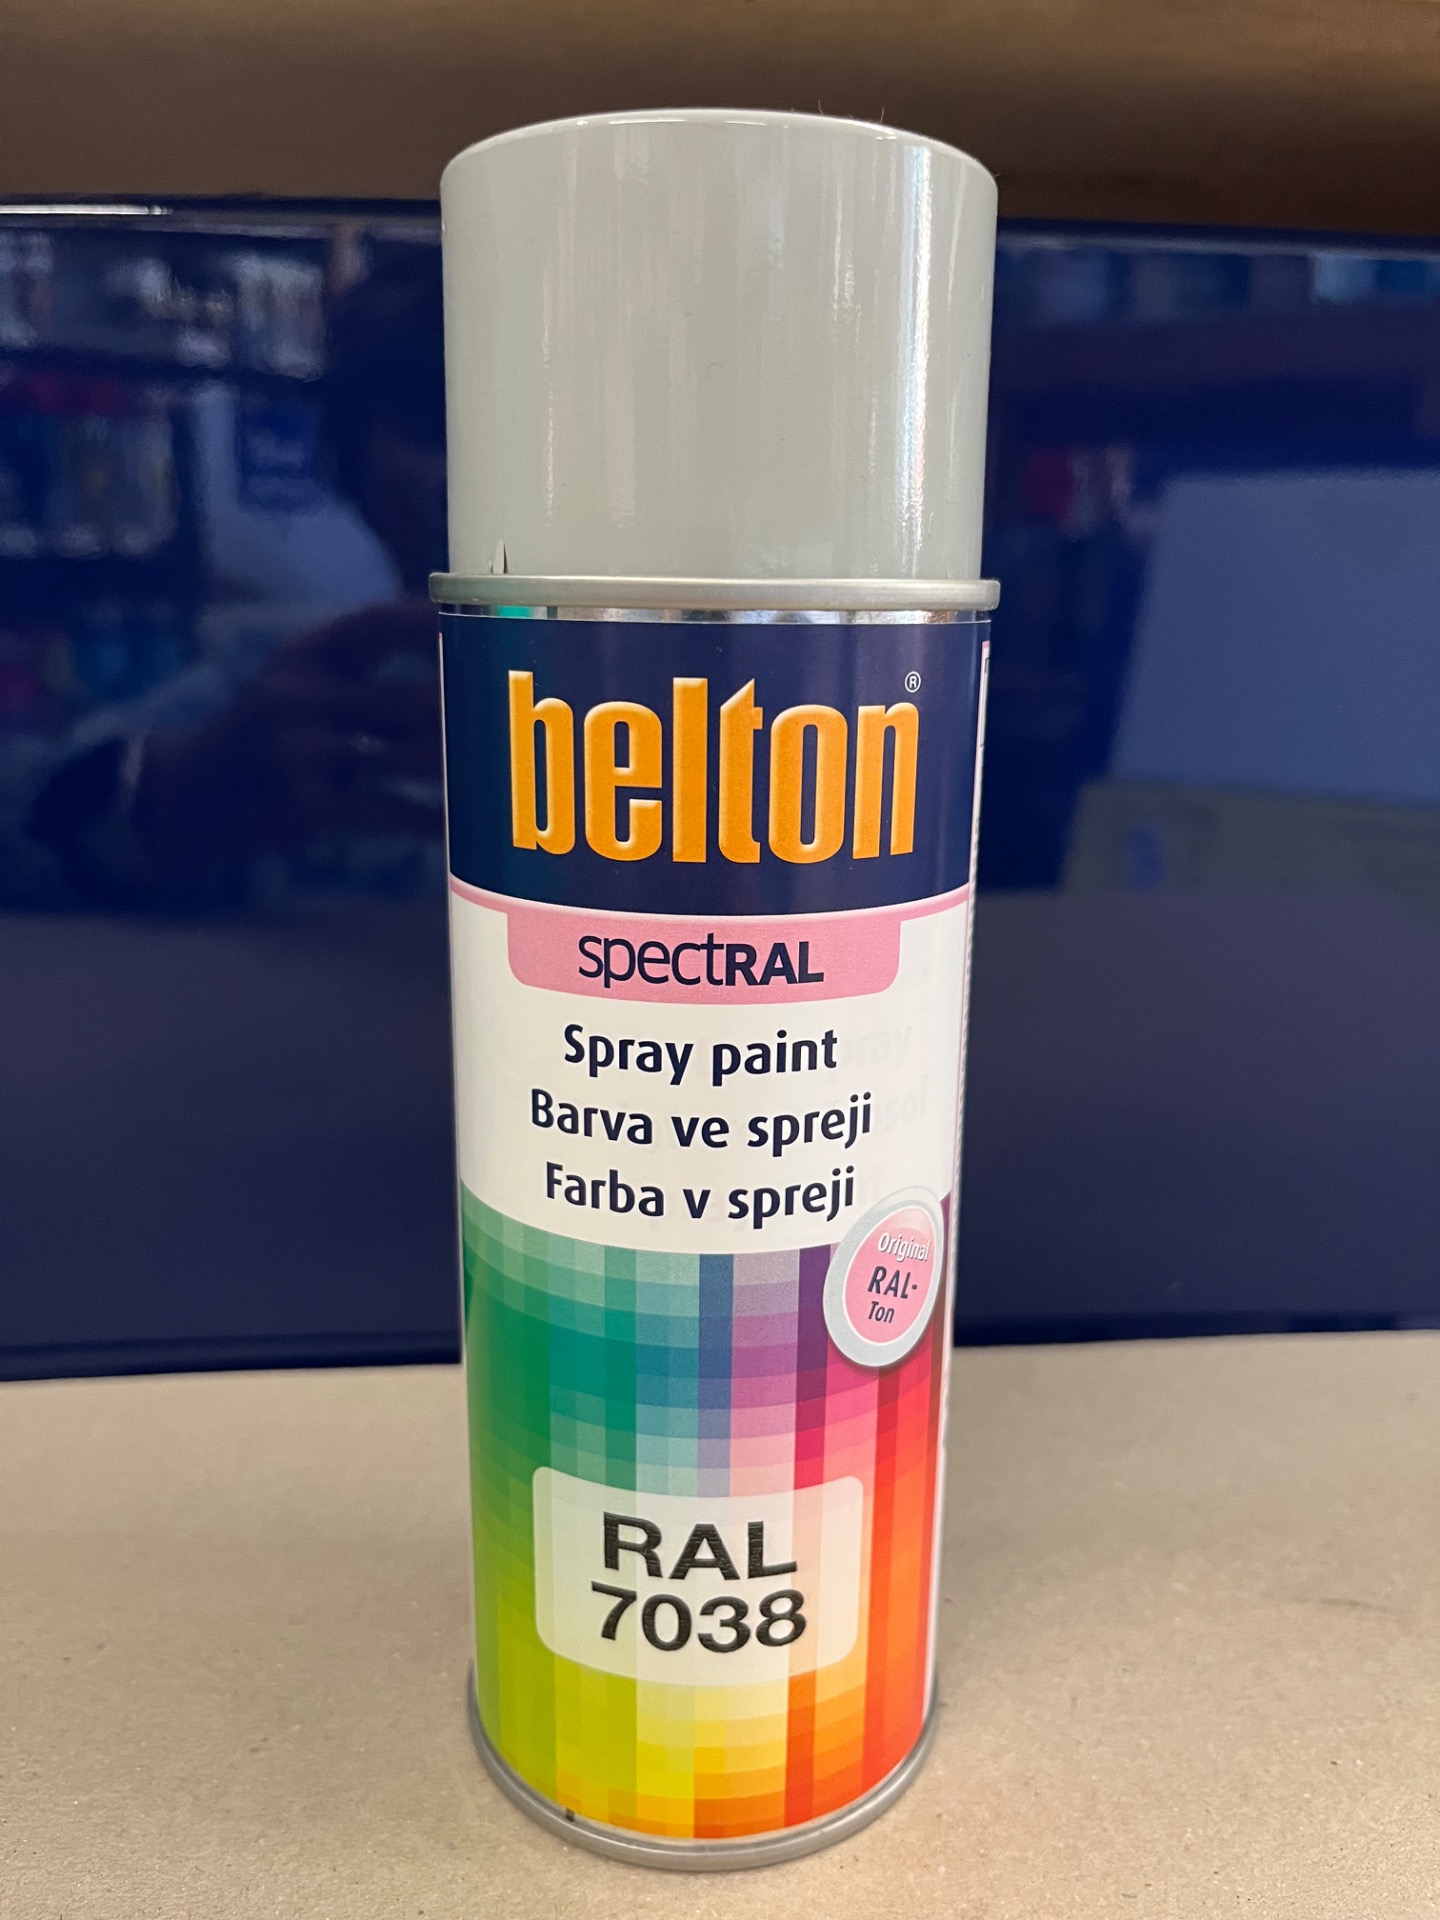 belton®
spectRAL
Spray paint
Barva ve spreji
Farba v spreji
Original
RAL-
Ton
RAL
7038